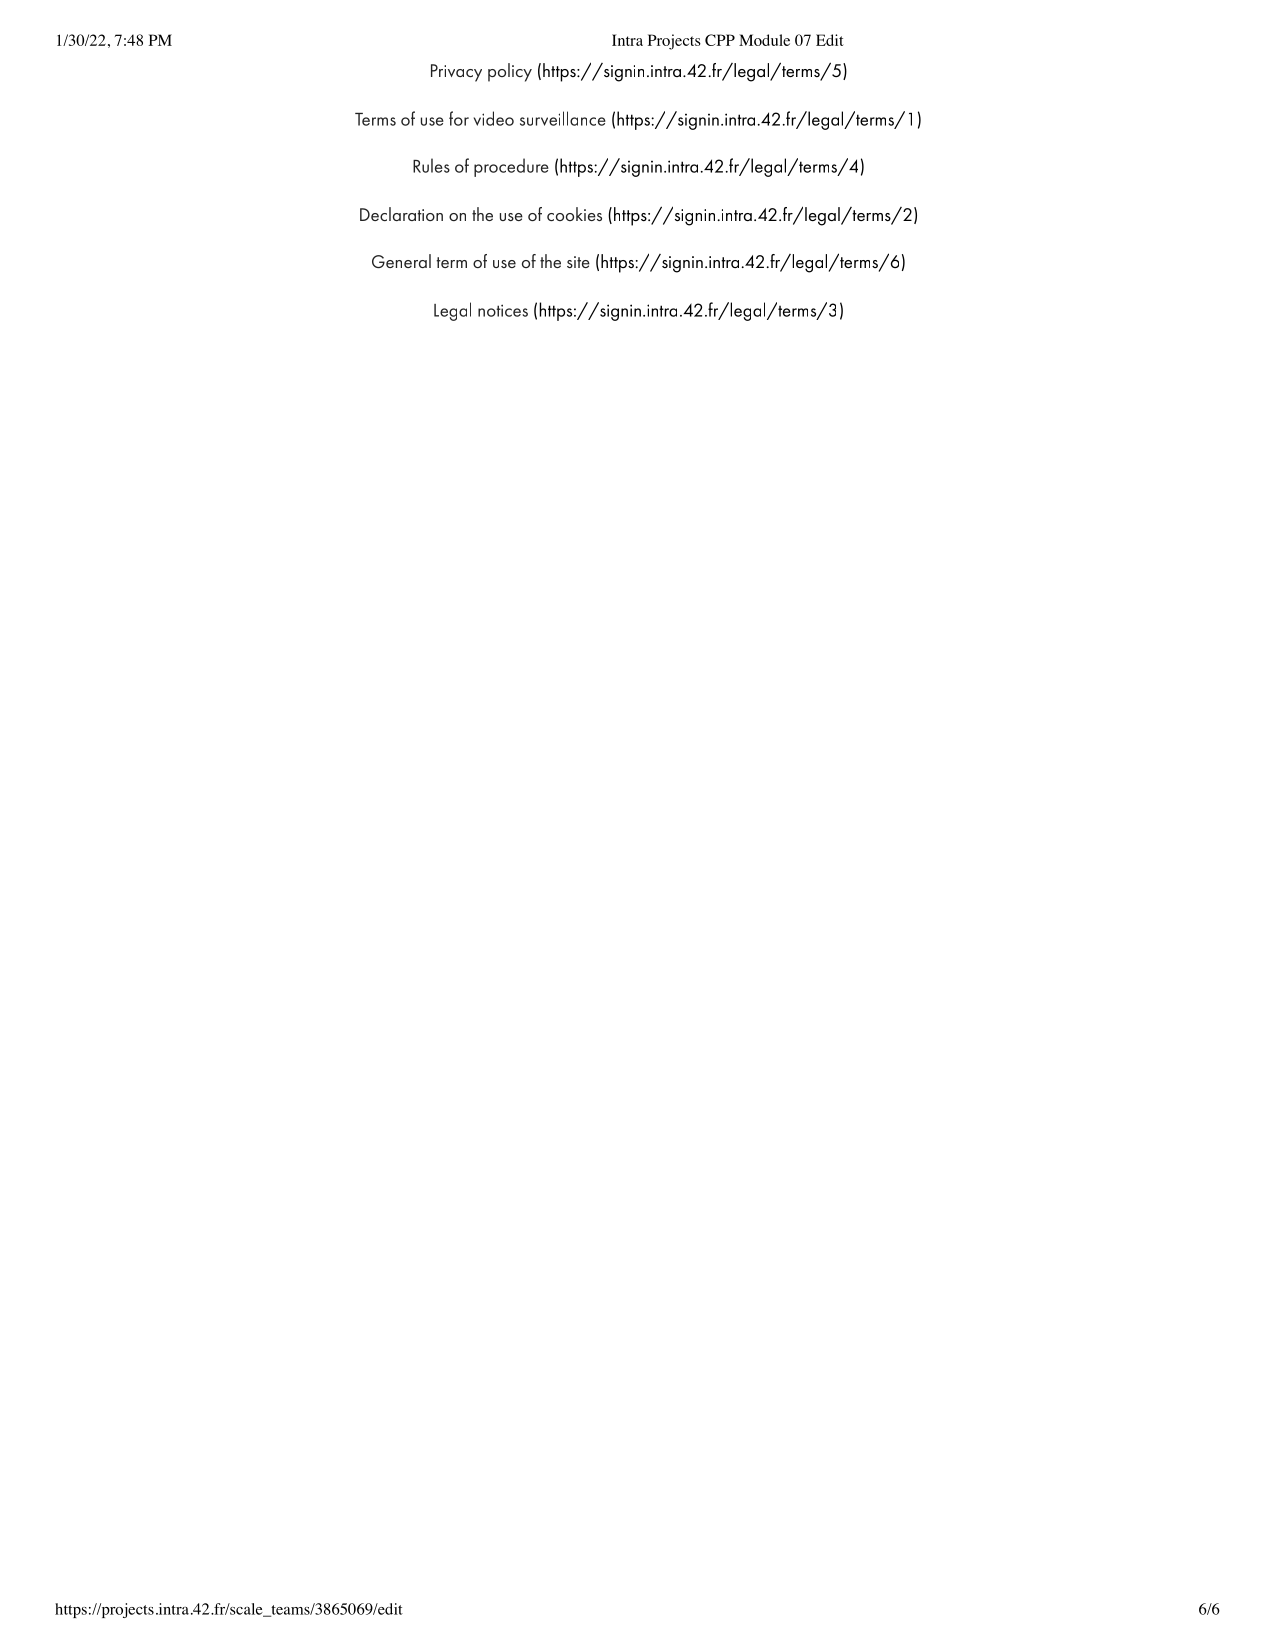 1/30/22, 7:48 PM Intra Projects CPP Module 07 Edit
Privacy policy (https://signin.intra.42.fr/legal/terms/5)
Terms of use for video surveillance (https://signin.intra.42.fr/legal/terms/1)
Rules of procedure (https://signin.intra.42.fr/legal/terms/4)
Declaration on the use of cookies (https://signin.intra.42.fr/legal/terms/2)
General term of use of the site (https://signin.intra.42.fr/legal/terms/6)
Legal notices (https://signin.intra.42.fr/legal/terms/3)
https://projects.intra.42.fr/scale_teams/3865069/edit 6/6